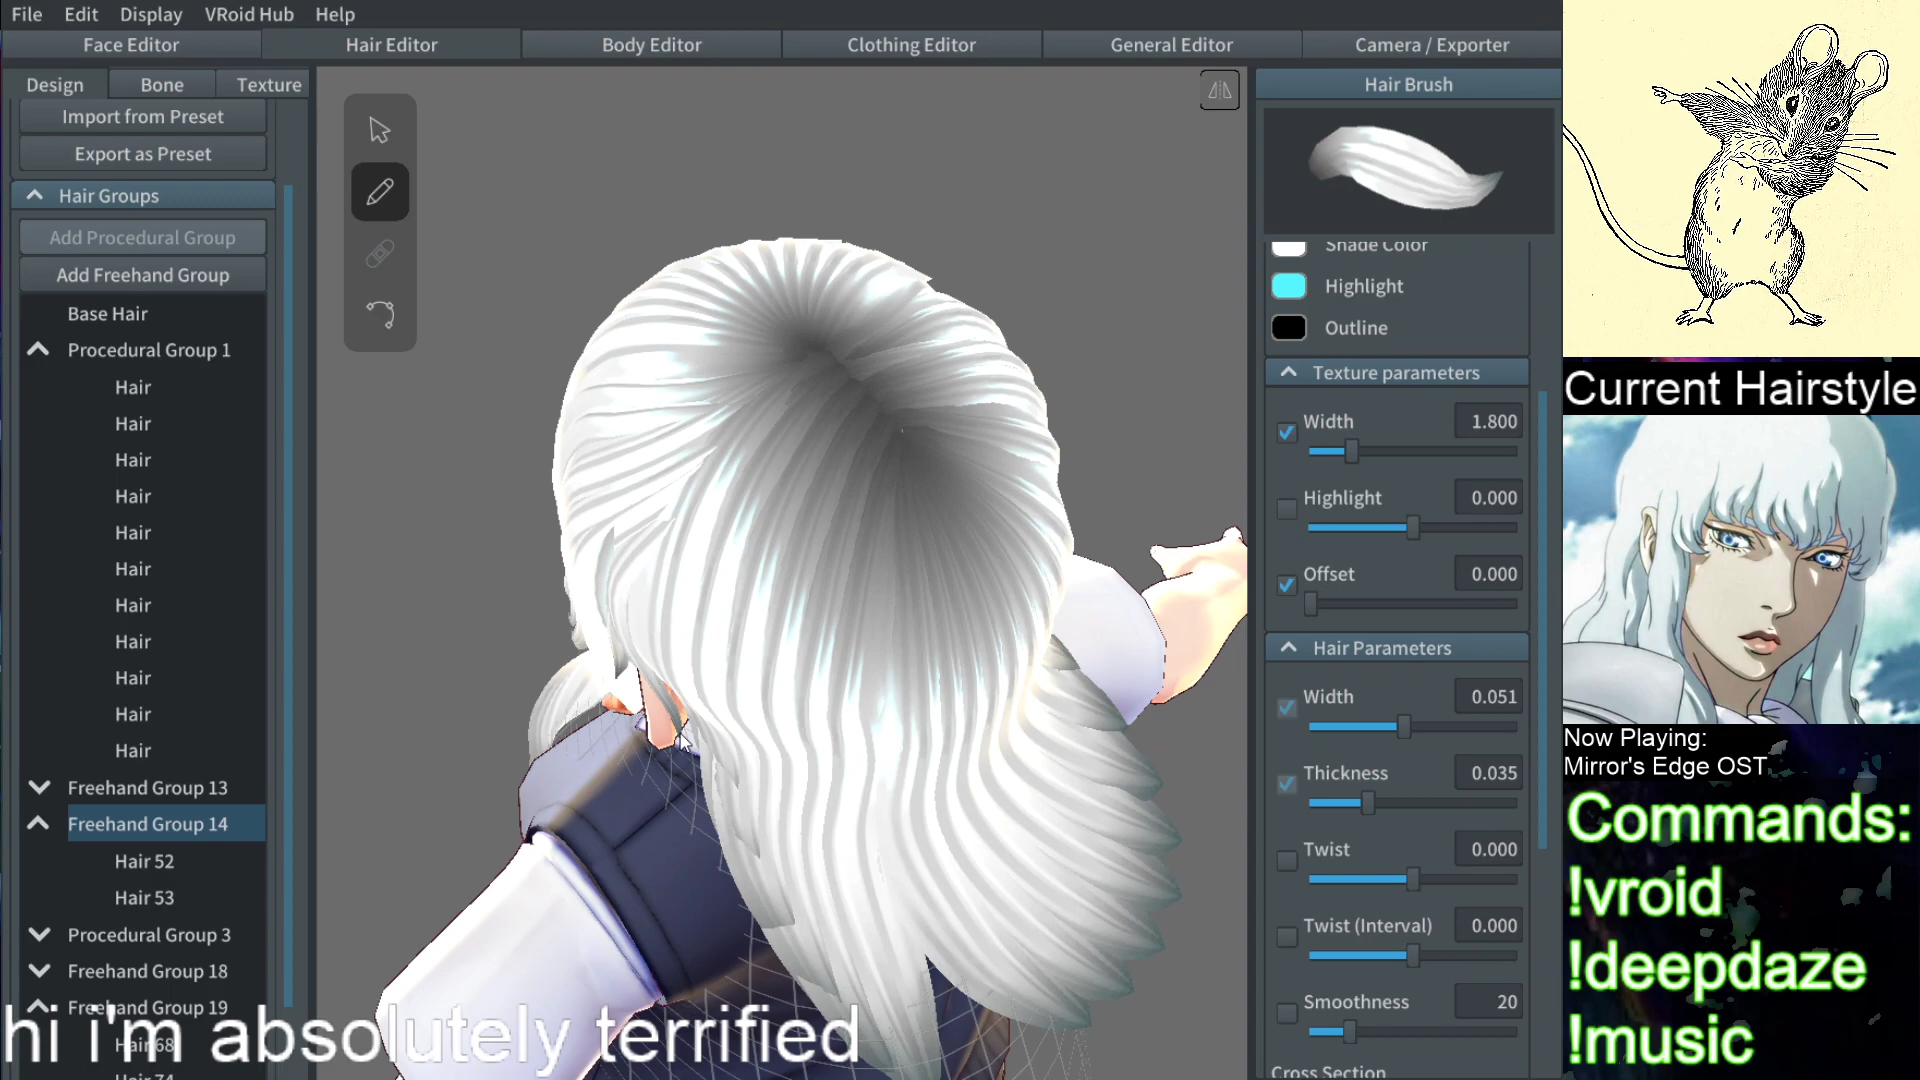 File Edit Display VRoid Hub Help
Face Editor Hair Editor Body Editor Clothing Editor General Editor Camera / Exporter
Design Bone Texture
Import from Preset
Export as Preset
Hair Groups
Add Procedural Group
Add Freehand Group
Base Hair
Procedural Group 1
Hair
Hair
Hair
Hair
Hair
Hair
Hair
Hair
Hair
Hair
Hair
Freehand Group 13
Freehand Group 14
Hair 52
Hair 53
Procedural Group 3
Freehand Group 18
Freehand Group 19
Hair 68
Hair 74
hi i'm absolutely terrified
Hair Brush
Shade Color
Highlight
Outline
Texture parameters
Width 1.800
Highlight 0.000
Offset 0.000
Hair Parameters
Width 0.051
Thickness 0.035
Twist 0.000
Twist (Interval) 0.000
Smoothness 20
Cross Section
Current Hairstyle
Now Playing:
Mirror's Edge OST
Commands:
!vroid
!deepdaze
!music